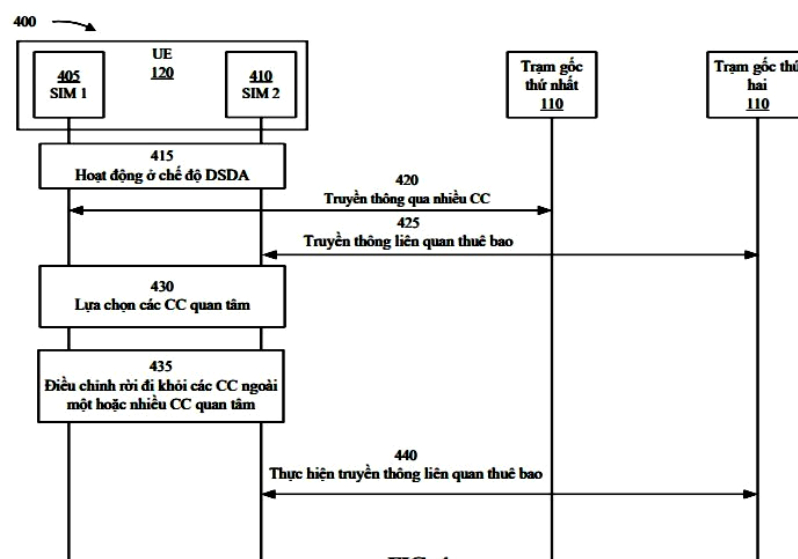 400
UE
120
405
SIM 1
410
SIM 2
Trạm gốc
thứ nhất
110
Trạm gốc thứ
hai
110
415
Hoạt động ở chế độ DSDA
420
Truyền thông qua nhiều CC
425
Truyền thông liên quan thuê bao
430
Lựa chọn các CC quan tâm
435
Điều chỉnh rời đi khỏi các CC ngoài
một hoặc nhiều CC quan tâm
440
Thực hiện truyền thông liên quan thuê bao